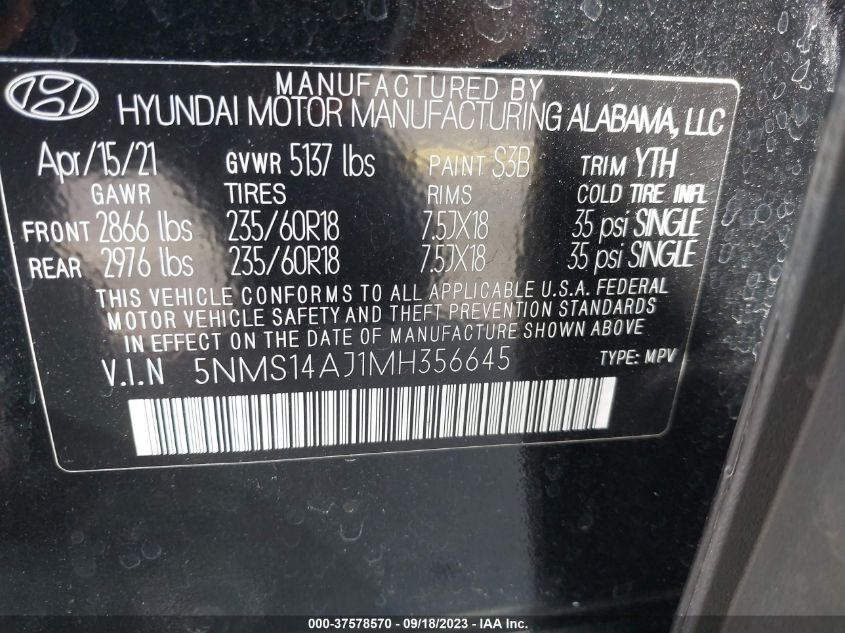 MANUFACTURED BY
HYUNDAI MOTOR MANUFACTURING ALABAMA, LLC
Apr/15/21 GVWR 5137 lbs PAINT S3B TRIM YTH
GAWR TIRES RIMS COLD TIRE INFL
FRONT 2866 lbs 235/60R18 7.5JX18 35 psi SINGLE
REAR 2976 lbs 235/60R18 7.5JX18 35 psi SINGLE
THIS VEHICLE CONFORMS TO ALL APPLICABLE U.S.A. FEDERAL
MOTOR VEHICLE SAFETY AND THEFT PREVENTION STANDARDS
IN EFFECT ON THE DATE OF MANUFACTURE SHOWN ABOVE
V.I.N 5NMS14AJ1MH356645 TYPE: MPV
000-37578570 - 09/18/2023 - IAA Inc.